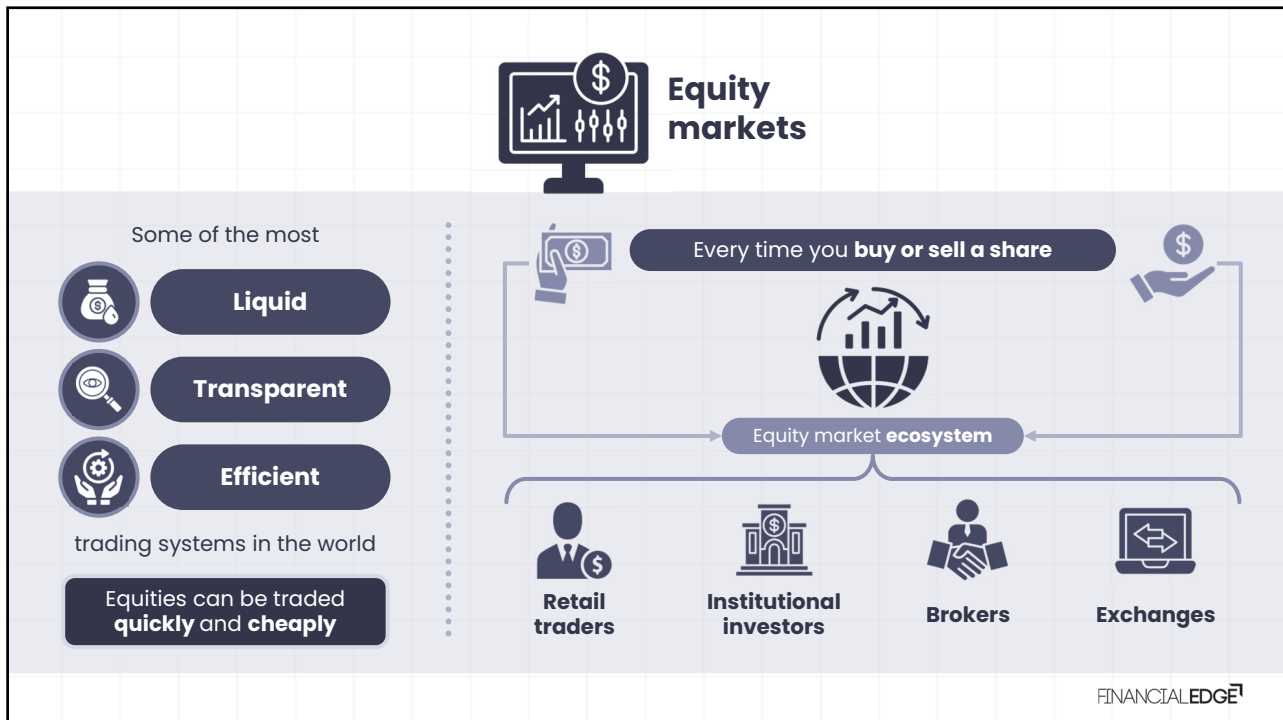 Equity
markets
Some of the most
Liquid
Transparent
Efficient
trading systems in the world
Equities can be traded
quickly and cheaply
Every time you buy or sell a share
Equity market ecosystem
Retail
traders
Institutional
investors
Brokers
Exchanges
FINANCIALEDGE